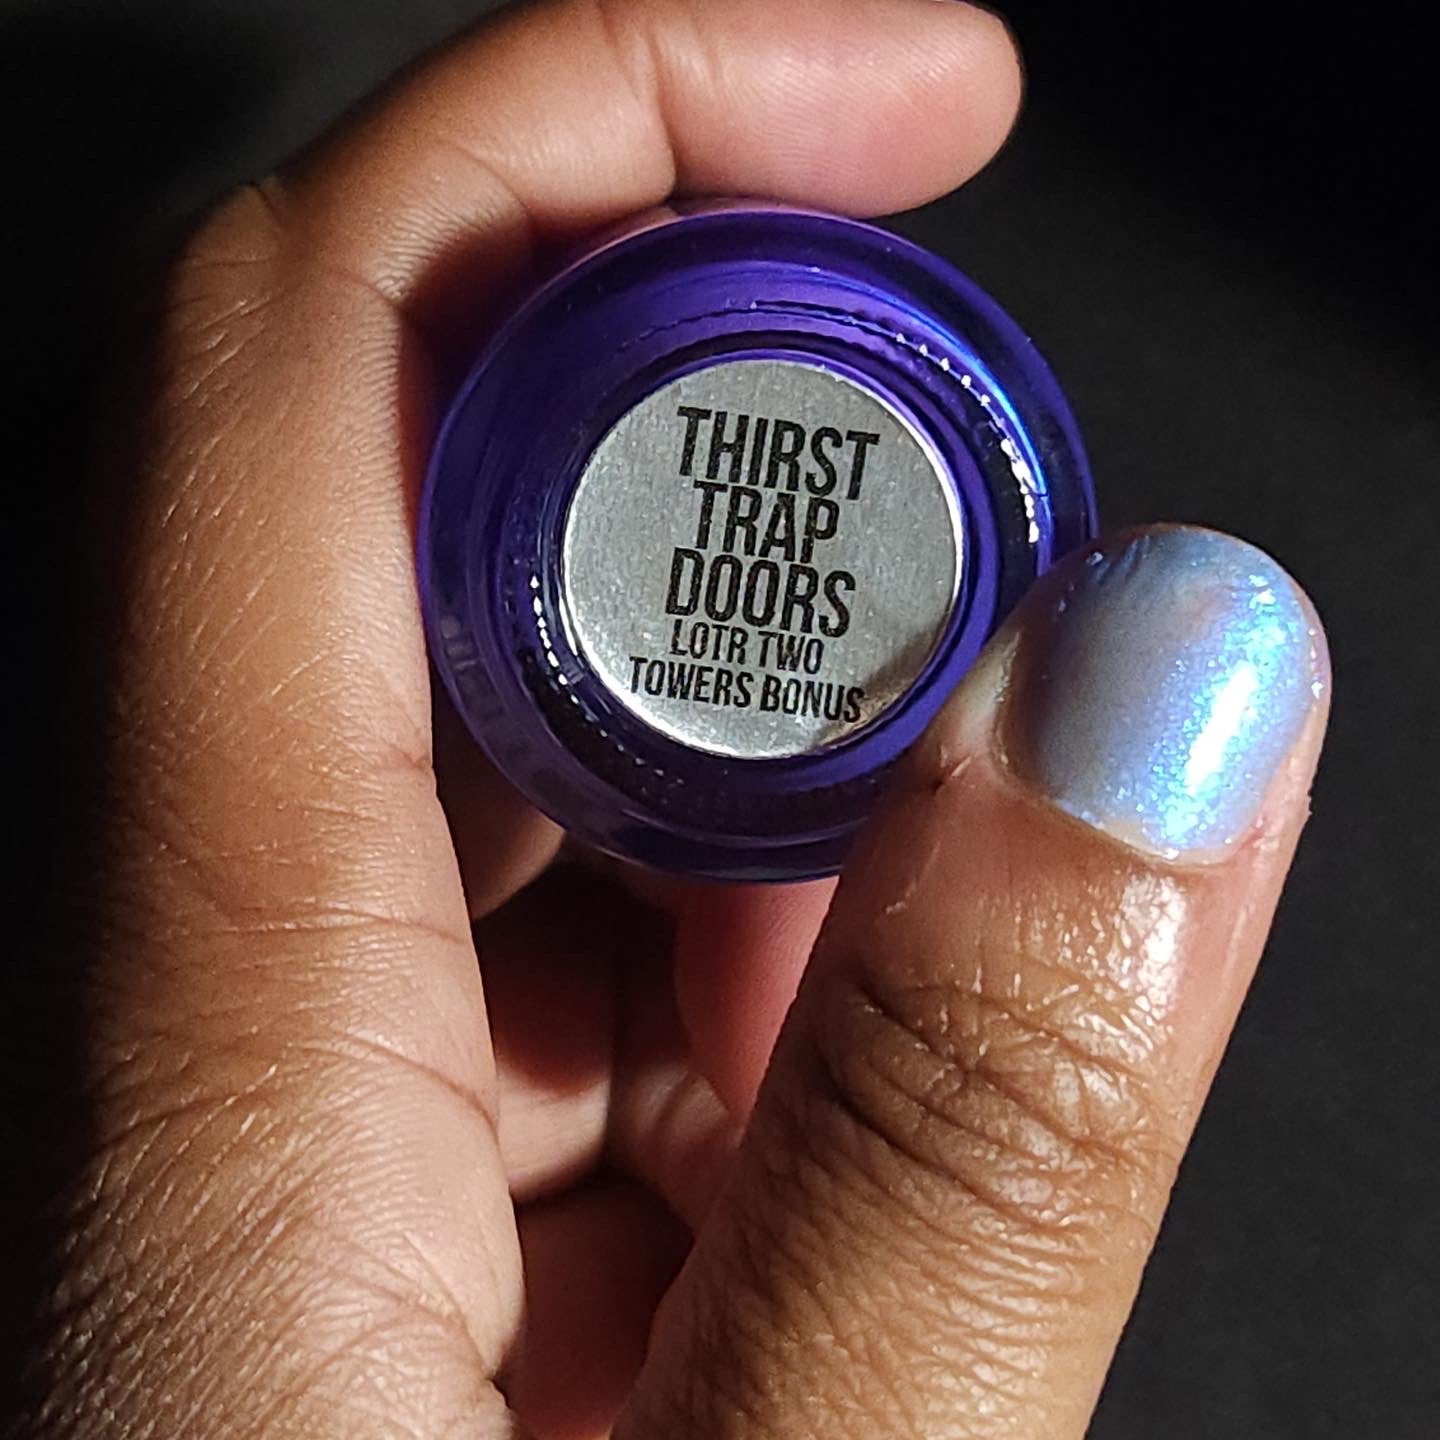 THIRST
TRAP
DOORS
LOTR TWO
TOWERS BONUS